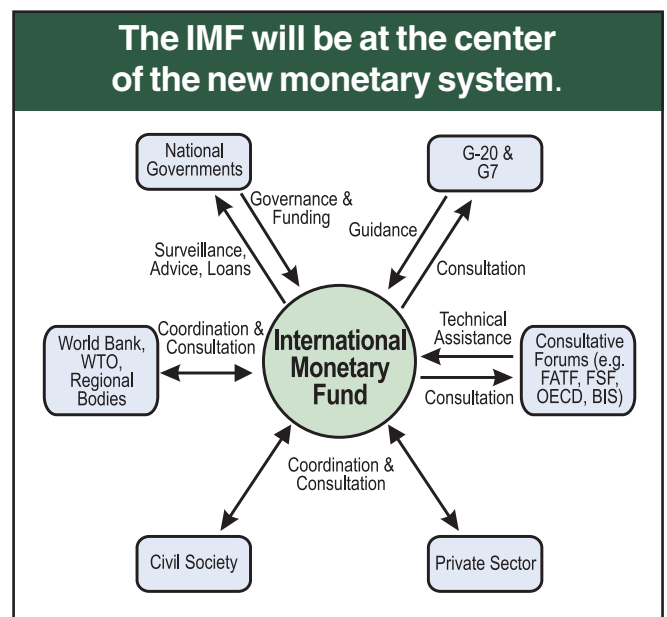 The IMF will be at the center
of the new monetary system.
National
Governments
G-20 &
G7
Governance &
Funding
Guidance
Surveillance,
Advice, Loans
Consultation
World Bank,
WTO,
Regional
Bodies
Coordination &
Consultation
International
Monetary
Fund
Technical
Assistance
Consultation
Consultative
Forums (e.g.
FATF, FSF,
OECD, BIS)
Coordination &
Consultation
Civil Society
Private Sector